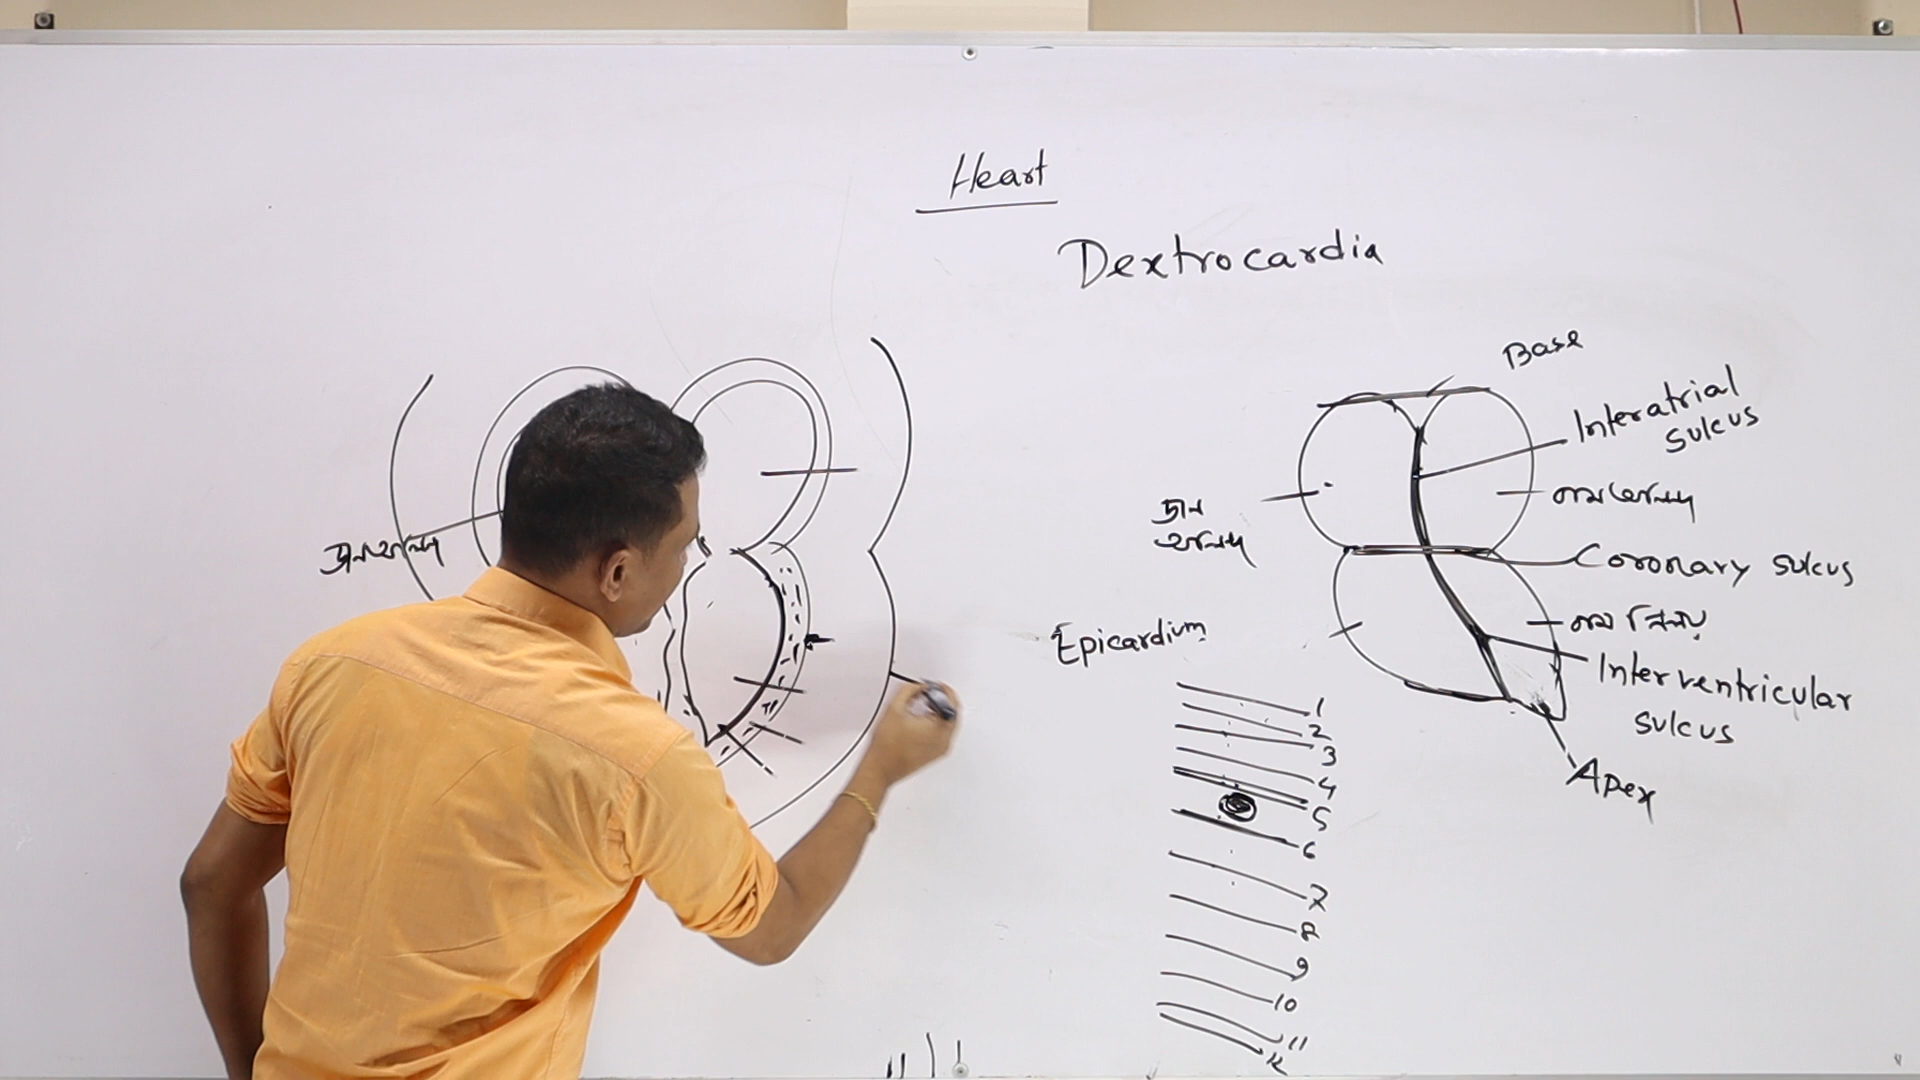 Heart
Dextrocardia
Base
Interatrial
sulcus
ডান
বাম অলিন্দ
অলিন্দ
ডান অলিন্দ
Coronary sulcus
বাম নিলয়
Epicardium
Interventricular
sulcus
Apex
1
2
3
4
5
6
7
8
9
10
11
12